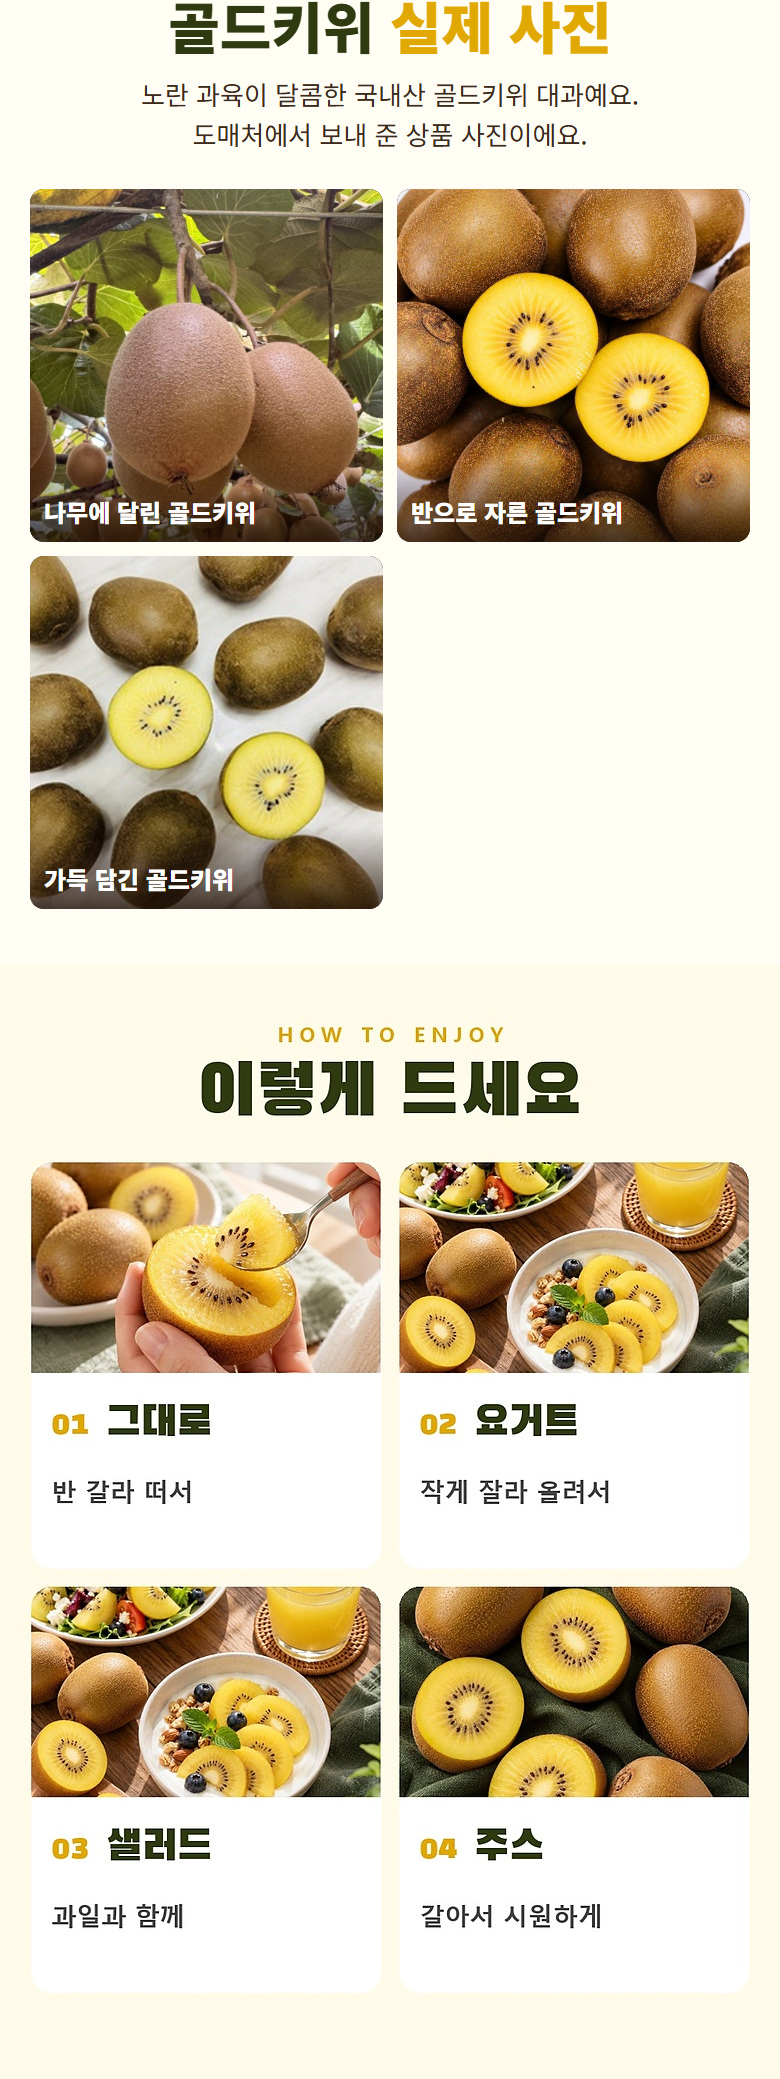 골드키위 실제 사진
노란 과육이 달콤한 국내산 골드키위 대과예요.
도매처에서 보내 준 상품 사진이에요.
나무에 달린 골드키위
반으로 자른 골드키위
가득 담긴 골드키위
HOW TO ENJOY
이렇게 드세요
01 그대로
반 갈라 떠서
02 요거트
작게 잘라 올려서
03 샐러드
과일과 함께
04 주스
갈아서 시원하게